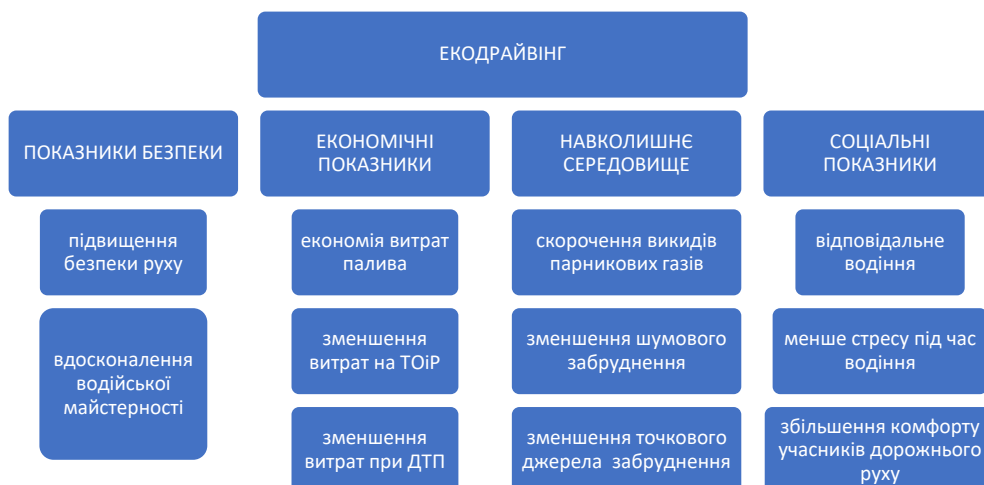 ЕКОДРАЙВІНГ
ПОКАЗНИКИ БЕЗПЕКИ
підвищення
безпеки руху
вдосконалення
водійської
майстерності
ЕКОНОМІЧНІ
ПОКАЗНИКИ
економія витрат
палива
зменшення
витрат на ТОіР
зменшення
витрат при ДТП
НАВКОЛИШНЄ
СЕРЕДОВИЩЕ
скорочення викидів
парникових газів
зменшення шумового
забруднення
зменшення точкового
джерела забруднення
СОЦІАЛЬНІ
ПОКАЗНИКИ
відповідальне
водіння
менше стресу під час
водіння
збільшення комфорту
учасників дорожнього
руху